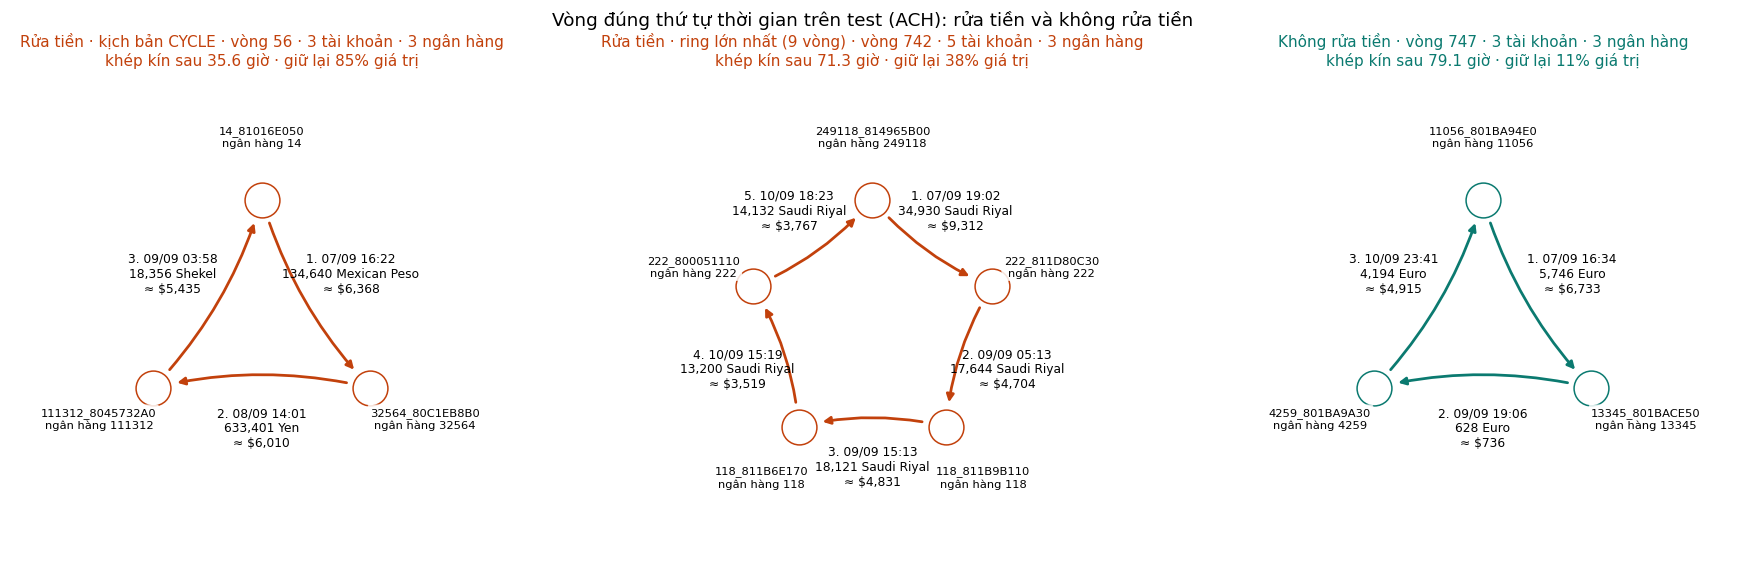 Vòng đúng thứ tự thời gian trên test (ACH): rửa tiền và không rửa tiền
Rửa tiền · kịch bản CYCLE · vòng 56 · 3 tài khoản · 3 ngân hàng
khép kín sau 35.6 giờ · giữ lại 85% giá trị
14_81016E050
ngân hàng 14
3. 09/09 03:58
18,356 Shekel
≈ $5,435
1. 07/09 16:22
134,640 Mexican Peso
≈ $6,368
111312_8045732A0
ngân hàng 111312
2. 08/09 14:01
633,401 Yen
≈ $6,010
32564_80C1EB8B0
ngân hàng 32564
Rửa tiền · ring lớn nhất (9 vòng) · vòng 742 · 5 tài khoản · 3 ngân hàng
khép kín sau 71.3 giờ · giữ lại 38% giá trị
249118_814965B00
ngân hàng 249118
5. 10/09 18:23
14,132 Saudi Riyal
≈ $3,767
1. 07/09 19:02
34,930 Saudi Riyal
≈ $9,312
222_800051110
ngân hàng 222
222_811D80C30
ngân hàng 222
4. 10/09 15:19
13,200 Saudi Riyal
≈ $3,519
2. 09/09 05:13
17,644 Saudi Riyal
≈ $4,704
3. 09/09 15:13
18,121 Saudi Riyal
≈ $4,831
118_811B6E170
ngân hàng 118
118_811B9B110
ngân hàng 118
Không rửa tiền · vòng 747 · 3 tài khoản · 3 ngân hàng
khép kín sau 79.1 giờ · giữ lại 11% giá trị
11056_801BA94E0
ngân hàng 11056
3. 10/09 23:41
4,194 Euro
≈ $4,915
1. 07/09 16:34
5,746 Euro
≈ $6,733
4259_801BA9A30
ngân hàng 4259
2. 09/09 19:06
628 Euro
≈ $736
13345_801BACE50
ngân hàng 13345